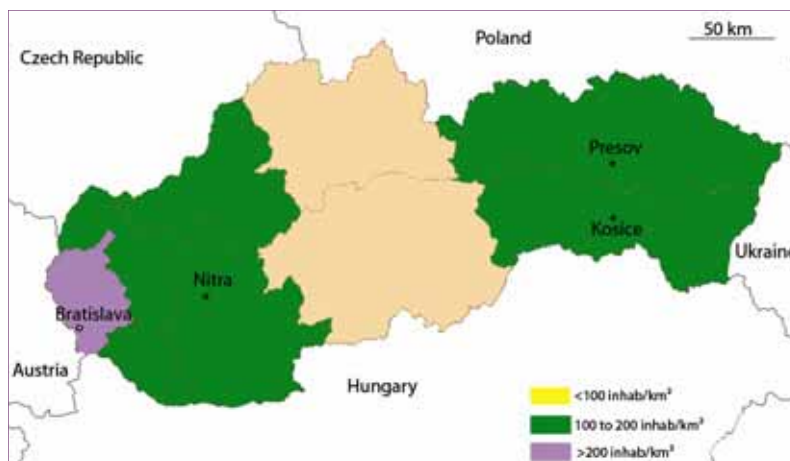 50 km
Poland
Czech Republic
Presov
Kosice
Ukraine
Nitra
Bratislava
Austria
Hungary
<100 inhab/km²
100 to 200 inhab/km²
>200 inhab/km²